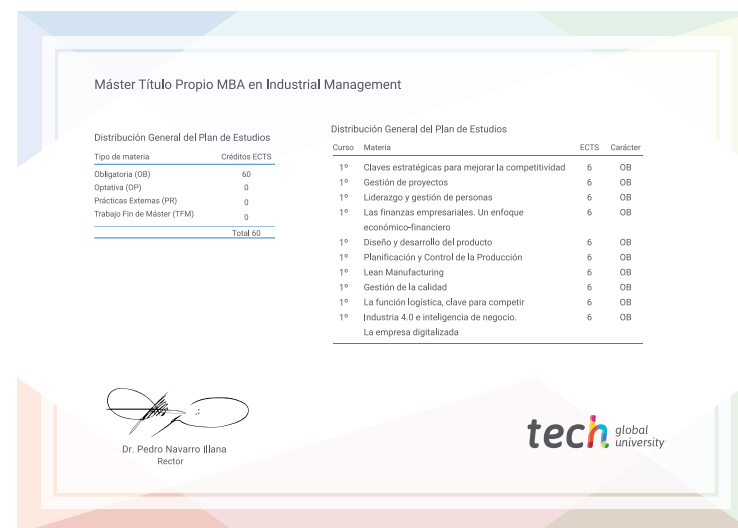 Máster Título Propio MBA en Industrial Management
Distribución General del Plan de Estudios
Tipo de materia Créditos ECTS
Obligatoria (OB) 60
Optativa (OP) 0
Prácticas Externas (PR) 0
Trabajo Fin de Máster (TFM) 0
Total 60
Distribución General del Plan de Estudios
Curso Materia ECTS Carácter
1º Claves estratégicas para mejorar la competitividad 6 OB
1º Gestión de proyectos 6 OB
1º Liderazgo y gestión de personas 6 OB
1º Las finanzas empresariales. Un enfoque 6 OB
económico-financiero
1º Diseño y desarrollo del producto 6 OB
1º Planificación y Control de la Producción 6 OB
1º Lean Manufacturing 6 OB
1º Gestión de la calidad 6 OB
1º La función logística, clave para competir 6 OB
1º Industria 4.0 e inteligencia de negocio. 6 OB
La empresa digitalizada
Dr. Pedro Navarro Illana
Rector
tech global
university